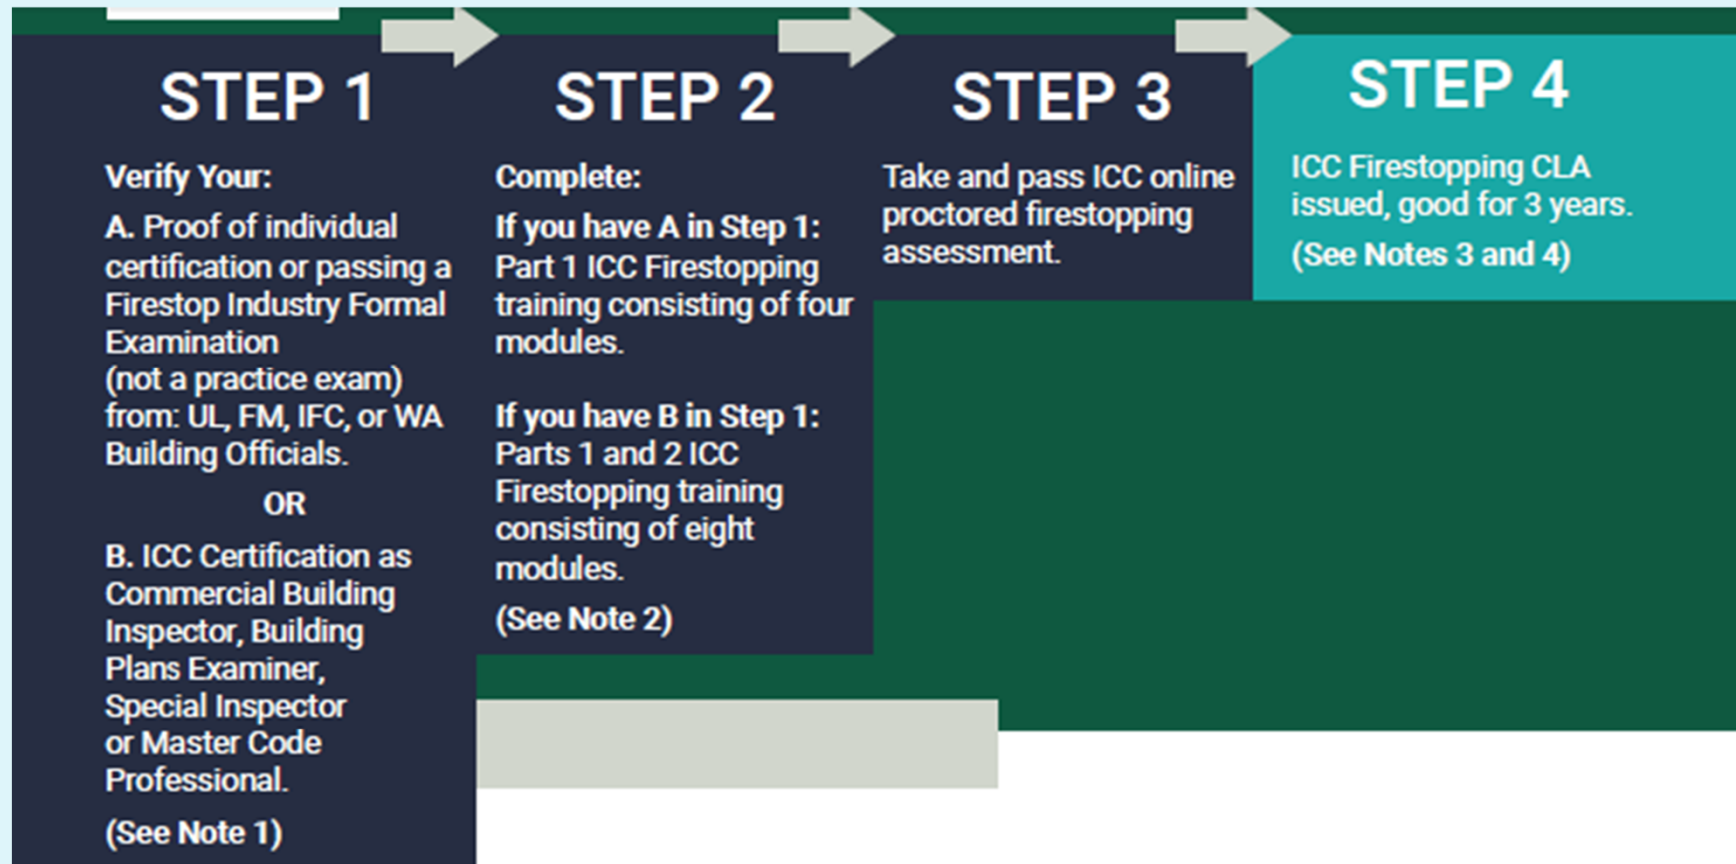 STEP 1
Verify Your:
A. Proof of individual
certification or passing a
Firestop Industry Formal
Examination
(not a practice exam)
from: UL, FM, IFC, or WA
Building Officials.
OR
B. ICC Certification as
Commercial Building
Inspector, Building
Plans Examiner,
Special Inspector
or Master Code
Professional.
(See Note 1)
STEP 2
Complete:
If you have A in Step 1:
Part 1 ICC Firestopping
training consisting of four
modules.
If you have B in Step 1:
Parts 1 and 2 ICC
Firestopping training
consisting of eight
modules.
(See Note 2)
STEP 3
Take and pass ICC online
proctored firestopping
assessment.
STEP 4
ICC Firestopping CLA
issued, good for 3 years.
(See Notes 3 and 4)